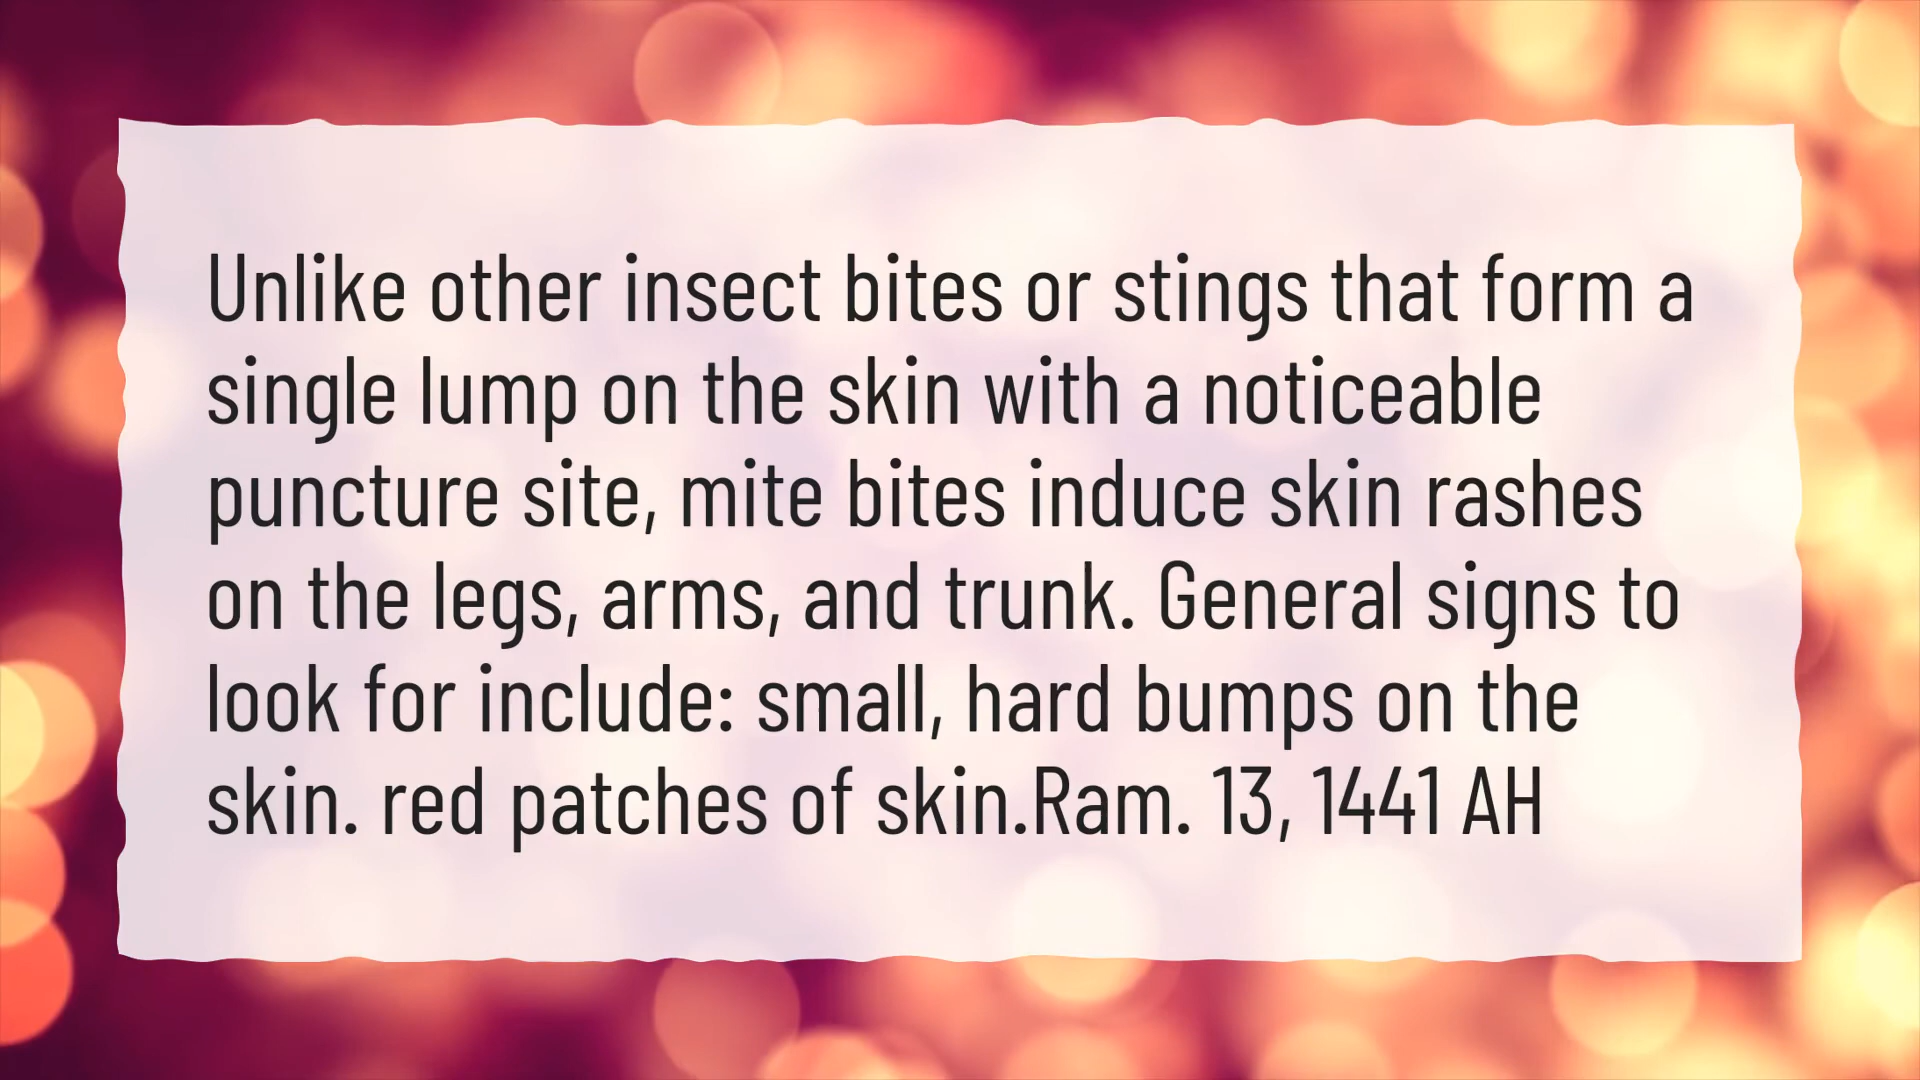 Unlike other insect bites or stings that form a
single lump on the skin with a noticeable
puncture site, mite bites induce skin rashes
on the legs, arms, and trunk. General signs to
look for include: small, hard bumps on the
skin. red patches of skin.Ram. 13, 1441 AH